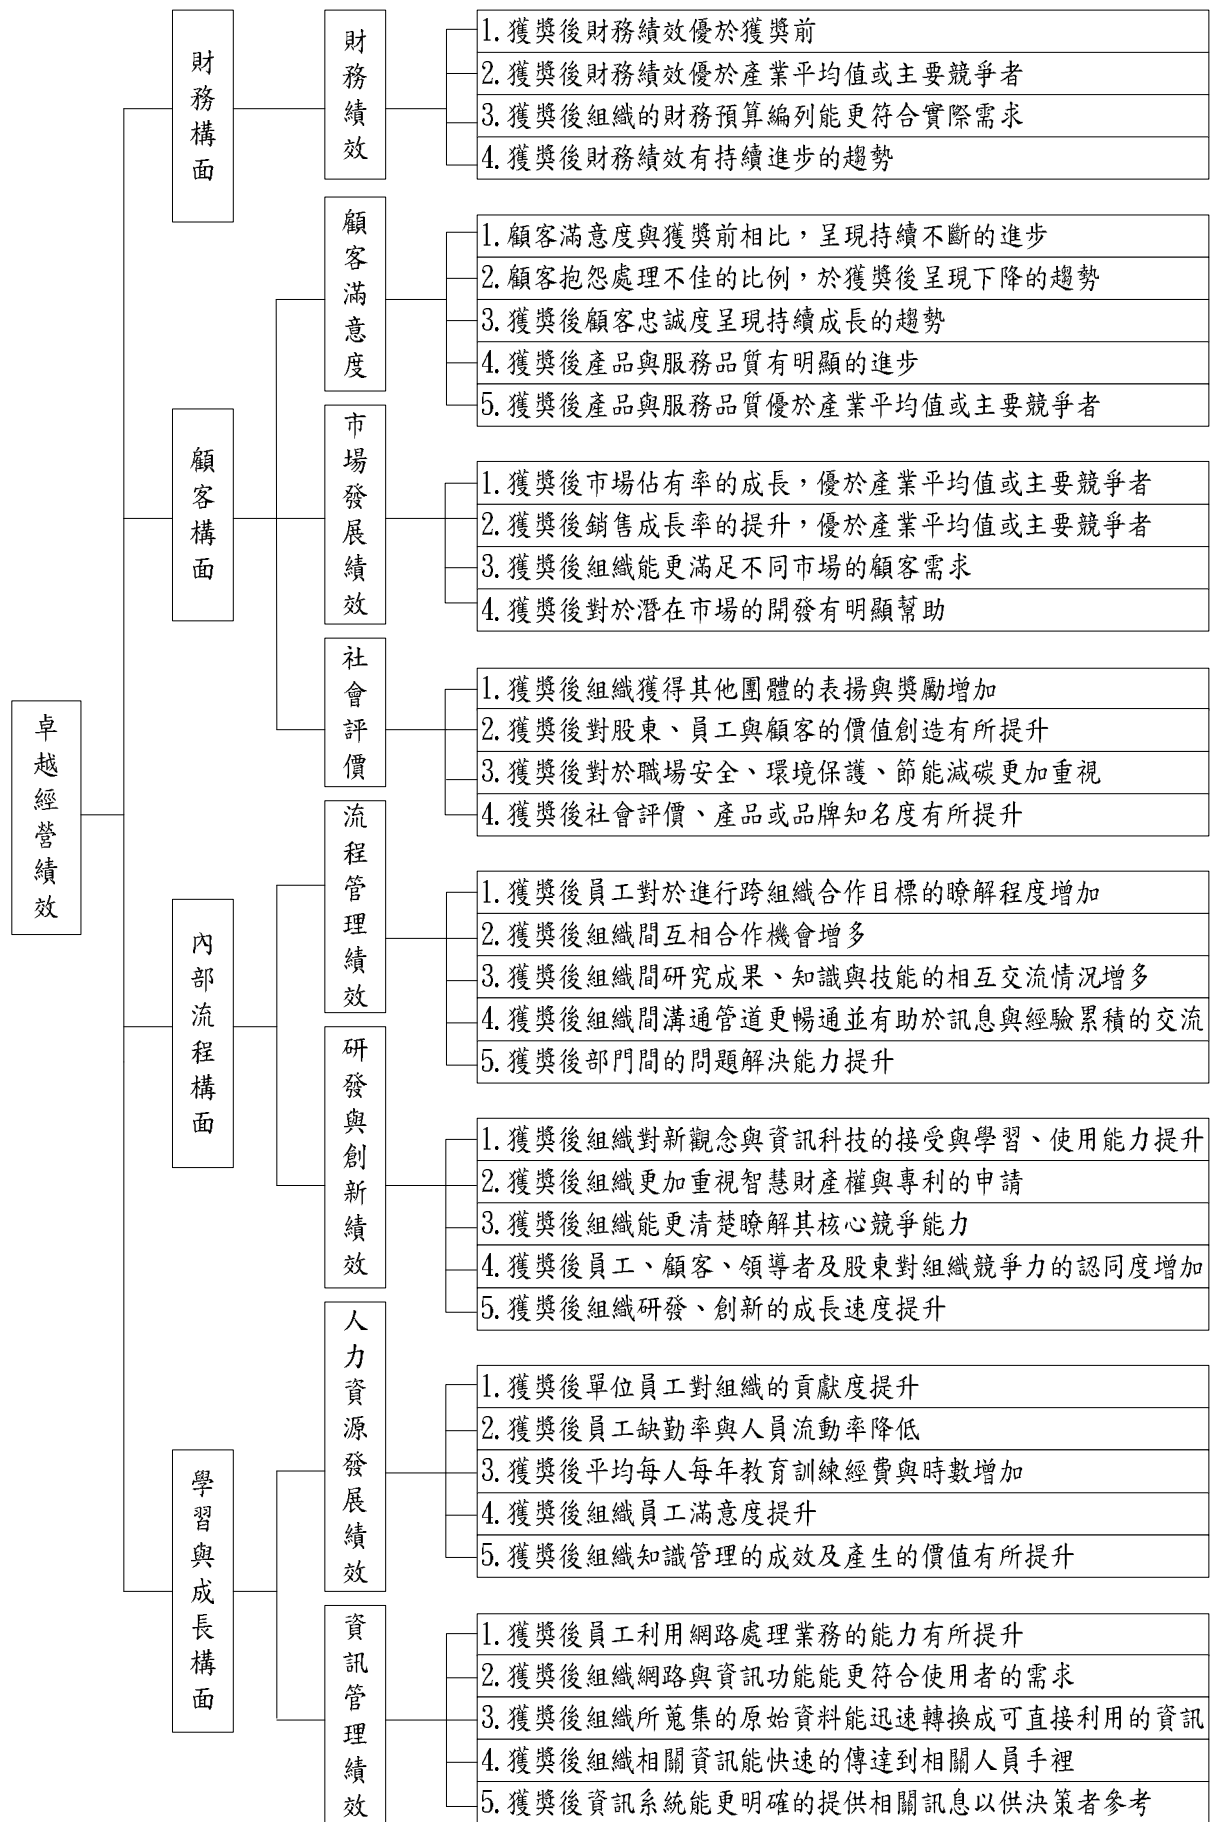 卓越經營績效
財務構面
財務績效
1.獲獎後財務績效優於獲獎前
2.獲獎後財務績效優於產業平均值或主要競爭者
3.獲獎後組織的財務預算編列能更符合實際需求
4.獲獎後財務績效有持續進步的趨勢
顧客構面
顧客滿意度
1.顧客滿意度與獲獎前相比，呈現持續不斷的進步
2.顧客抱怨處理不佳的比例，於獲獎後呈現下降的趨勢
3.獲獎後顧客忠誠度呈現持續成長的趨勢
4.獲獎後產品與服務品質有明顯的進步
5.獲獎後產品與服務品質優於產業平均值或主要競爭者
市場發展績效
1.獲獎後市場佔有率的成長，優於產業平均值或主要競爭者
2.獲獎後銷售成長率的提升，優於產業平均值或主要競爭者
3.獲獎後組織能更滿足不同市場的顧客需求
4.獲獎後對於潛在市場的開發有明顯幫助
社會評價
1.獲獎後組織獲得其他團體的表揚與獎勵增加
2.獲獎後對股東、員工與顧客的價值創造有所提升
3.獲獎後對於職場安全、環境保護、節能減碳更加重視
4.獲獎後社會評價、產品或品牌知名度有所提升
內部流程構面
流程管理績效
1.獲獎後員工對於進行跨組織合作目標的瞭解程度增加
2.獲獎後組織間互相合作機會增多
3.獲獎後組織間研究成果、知識與技能的相互交流情況增多
4.獲獎後組織間溝通管道更暢通並有助於訊息與經驗累積的交流
5.獲獎後部門間的問題解決能力提升
研發與創新績效
1.獲獎後組織對新觀念與資訊科技的接受與學習、使用能力提升
2.獲獎後組織更加重視智慧財產權與專利的申請
3.獲獎後組織能更清楚瞭解其核心競爭能力
4.獲獎後員工、顧客、領導者及股東對組織競爭力的認同度增加
5.獲獎後組織研發、創新的成長速度提升
學習與成長構面
人力資源發展績效
1.獲獎後單位員工對組織的貢獻度提升
2.獲獎後員工缺勤率與人員流動率降低
3.獲獎後平均每人每年教育訓練經費與時數增加
4.獲獎後組織員工滿意度提升
5.獲獎後組織知識管理的成效及產生的價值有所提升
資訊管理績效
1.獲獎後員工利用網路處理業務的能力有所提升
2.獲獎後組織網路與資訊功能能更符合使用者的需求
3.獲獎後組織所蒐集的原始資料能迅速轉換成可直接利用的資訊
4.獲獎後組織相關資訊能快速的傳達到相關人員手裡
5.獲獎後資訊系統能更明確的提供相關訊息以供決策者參考